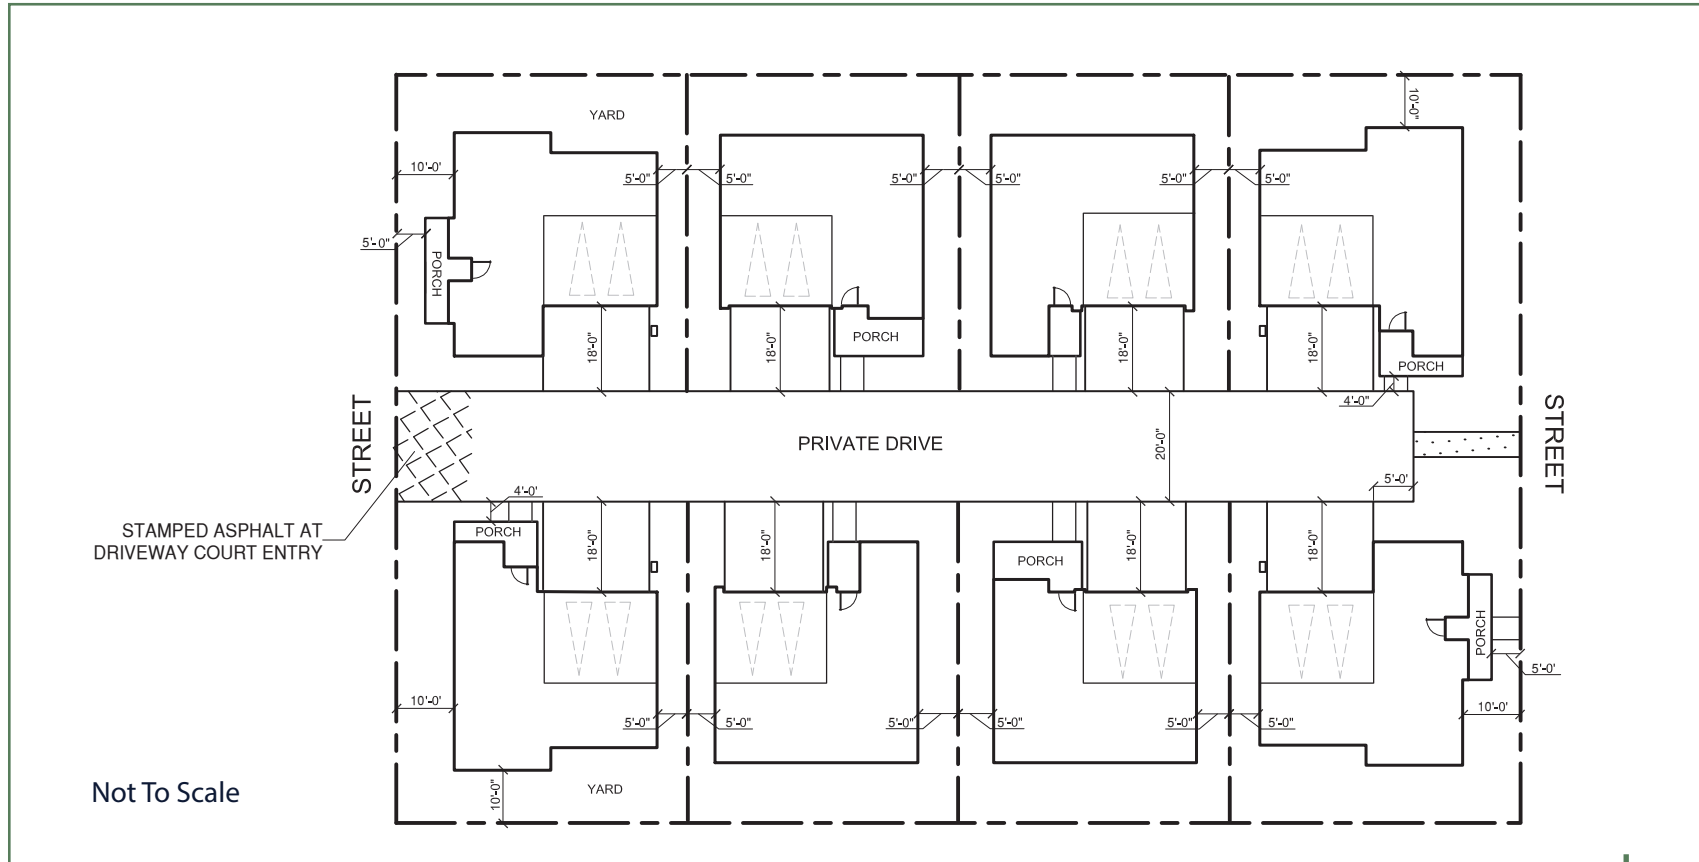 10'-0"
YARD
10'-0"
5'-0"
5'-0"
5'-0"
5'-0"
5'-0"
5'-0"
5'-0"
PORCH
18'-0"
18'-0"
PORCH
18'-0"
18'-0"
PORCH
4'-0"
STREET
PRIVATE DRIVE
20'-0"
STREET
5'-0"
4'-0'
STAMPED ASPHALT AT
DRIVEWAY COURT ENTRY
PORCH
18'-0"
18'-0"
PORCH
18'-0"
18'-0"
PORCH
5'-0'
10'-0'
10'-0'
5'-0"
5'-0"
5'-0"
5'-0"
5'-0"
5'-0"
Not To Scale
10'-0"
YARD